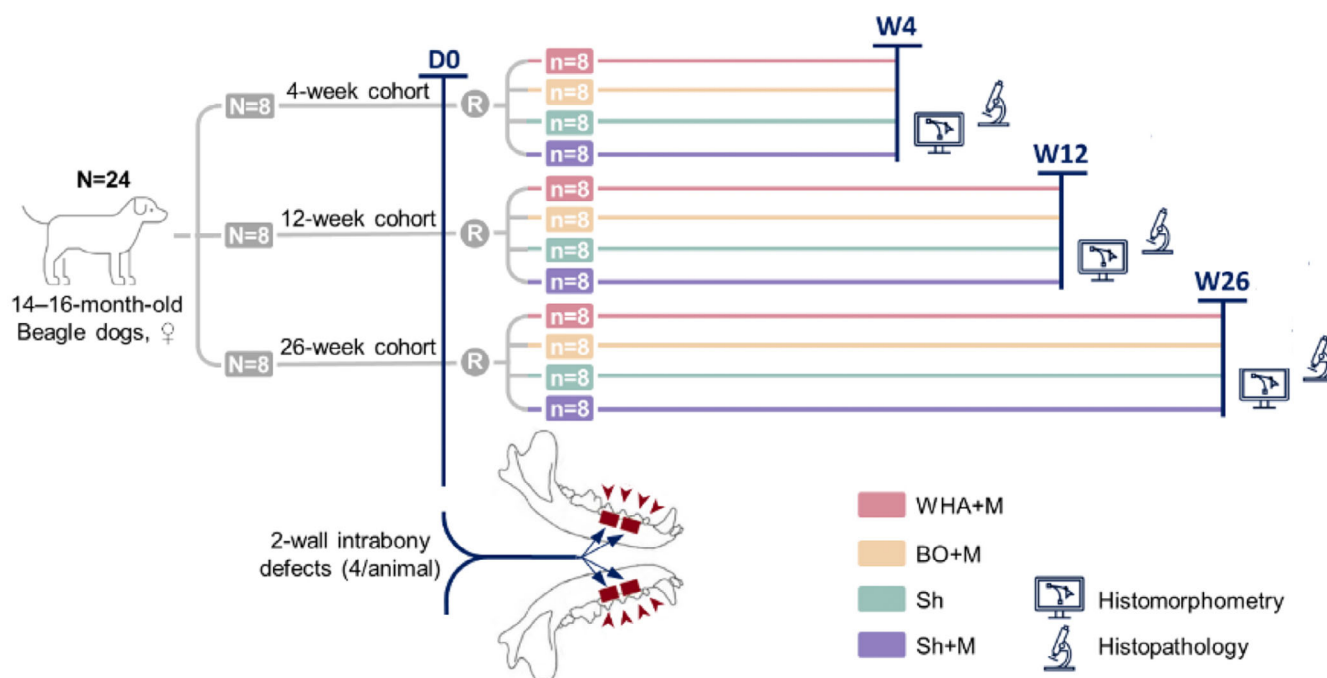 D0
W4
4-week cohort
N=8
R
n=8
n=8
n=8
n=8
W12
N=24
12-week cohort
N=8
R
n=8
n=8
n=8
n=8
14–16-month-old
Beagle dogs, ♀
W26
26-week cohort
N=8
R
n=8
n=8
n=8
n=8
2-wall intrabony
defects (4/animal)
WHA+M
BO+M
Sh
Sh+M
Histomorphometry
Histopathology